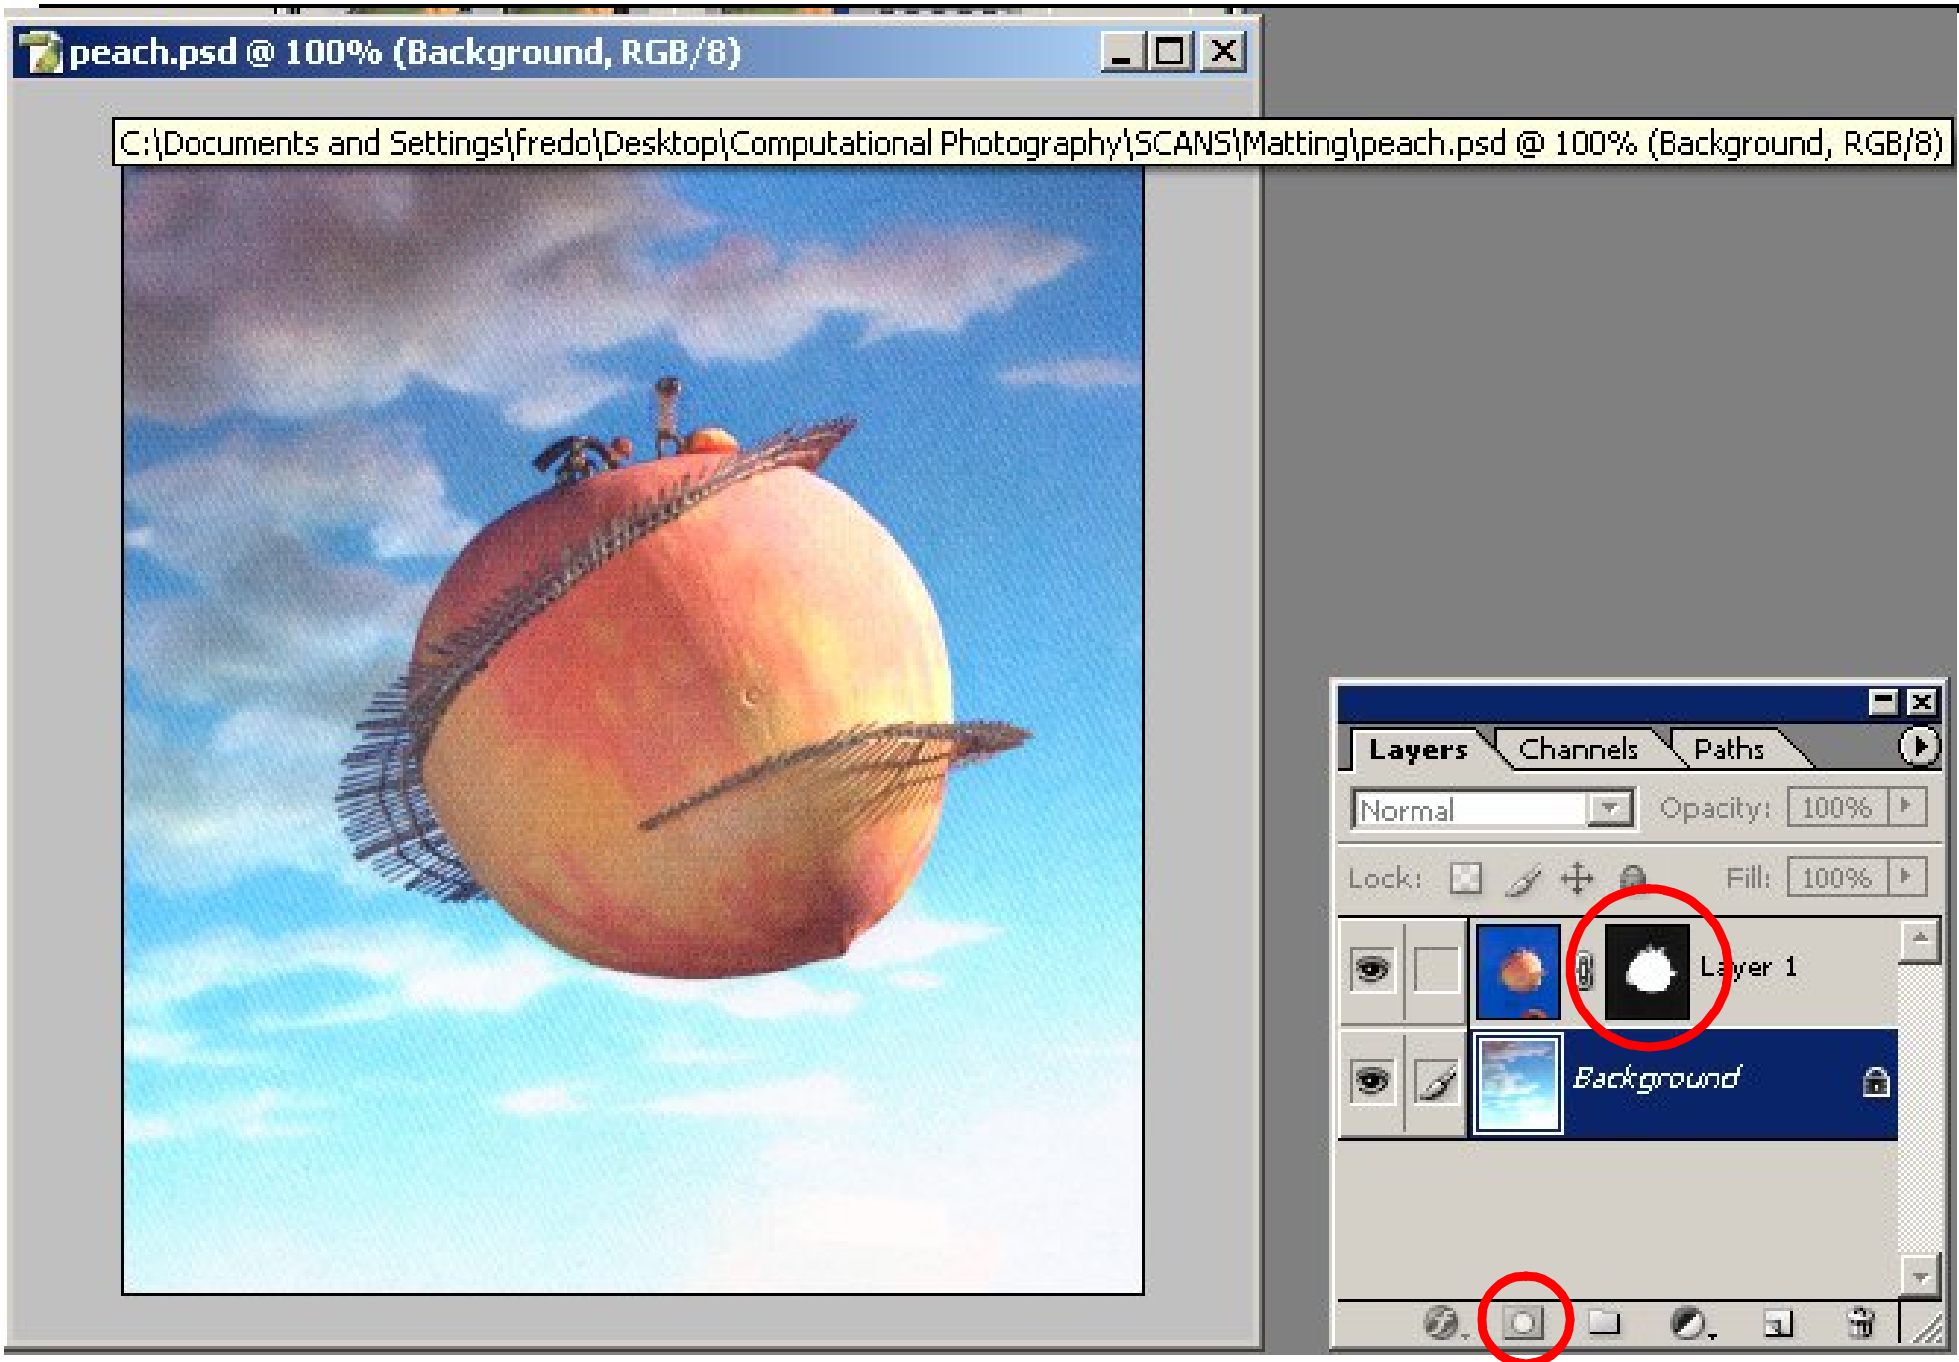 peach.psd @ 100% (Background, RGB/8)
C:\Documents and Settings\fredo\Desktop\Computational Photography\SCANS\Matting\peach.psd @ 100% (Background, RGB/8)
Layers Channels Paths
Normal Opacity: 100%
Lock: Fill: 100%
Layer 1
Background